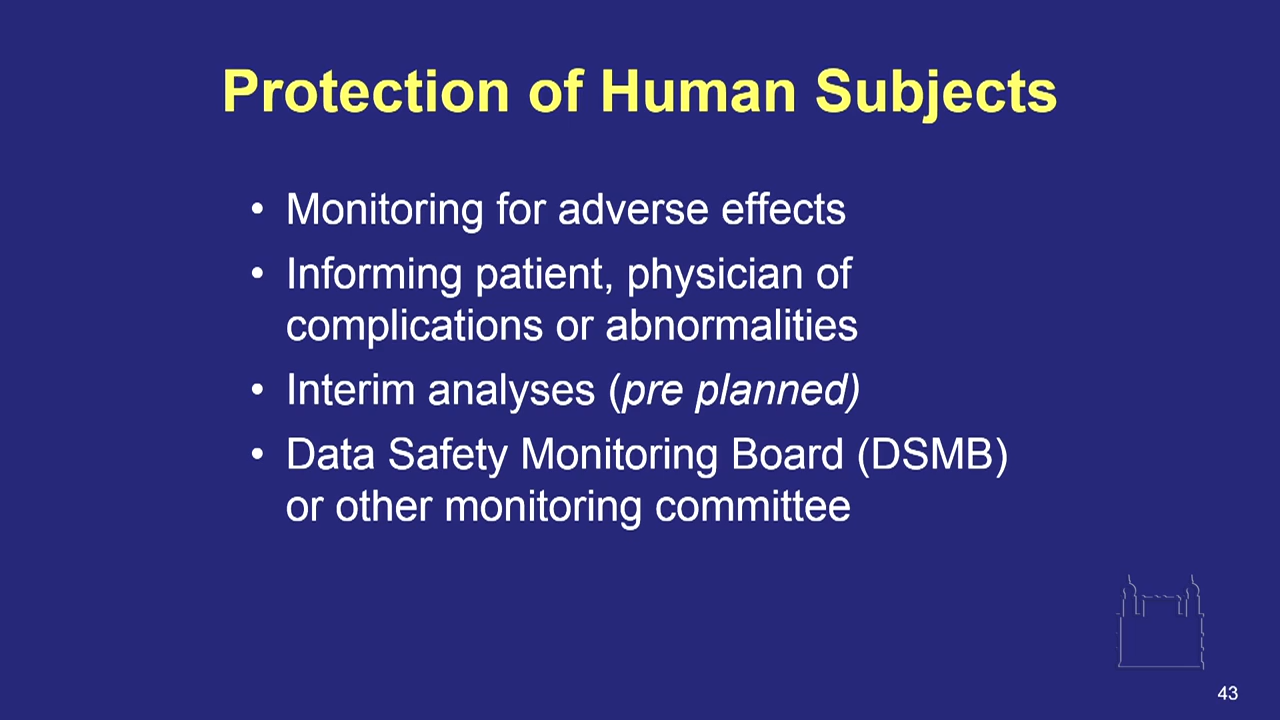 Protection of Human Subjects
• Monitoring for adverse effects
• Informing patient, physician of
complications or abnormalities
• Interim analyses (pre planned)
• Data Safety Monitoring Board (DSMB)
or other monitoring committee
43